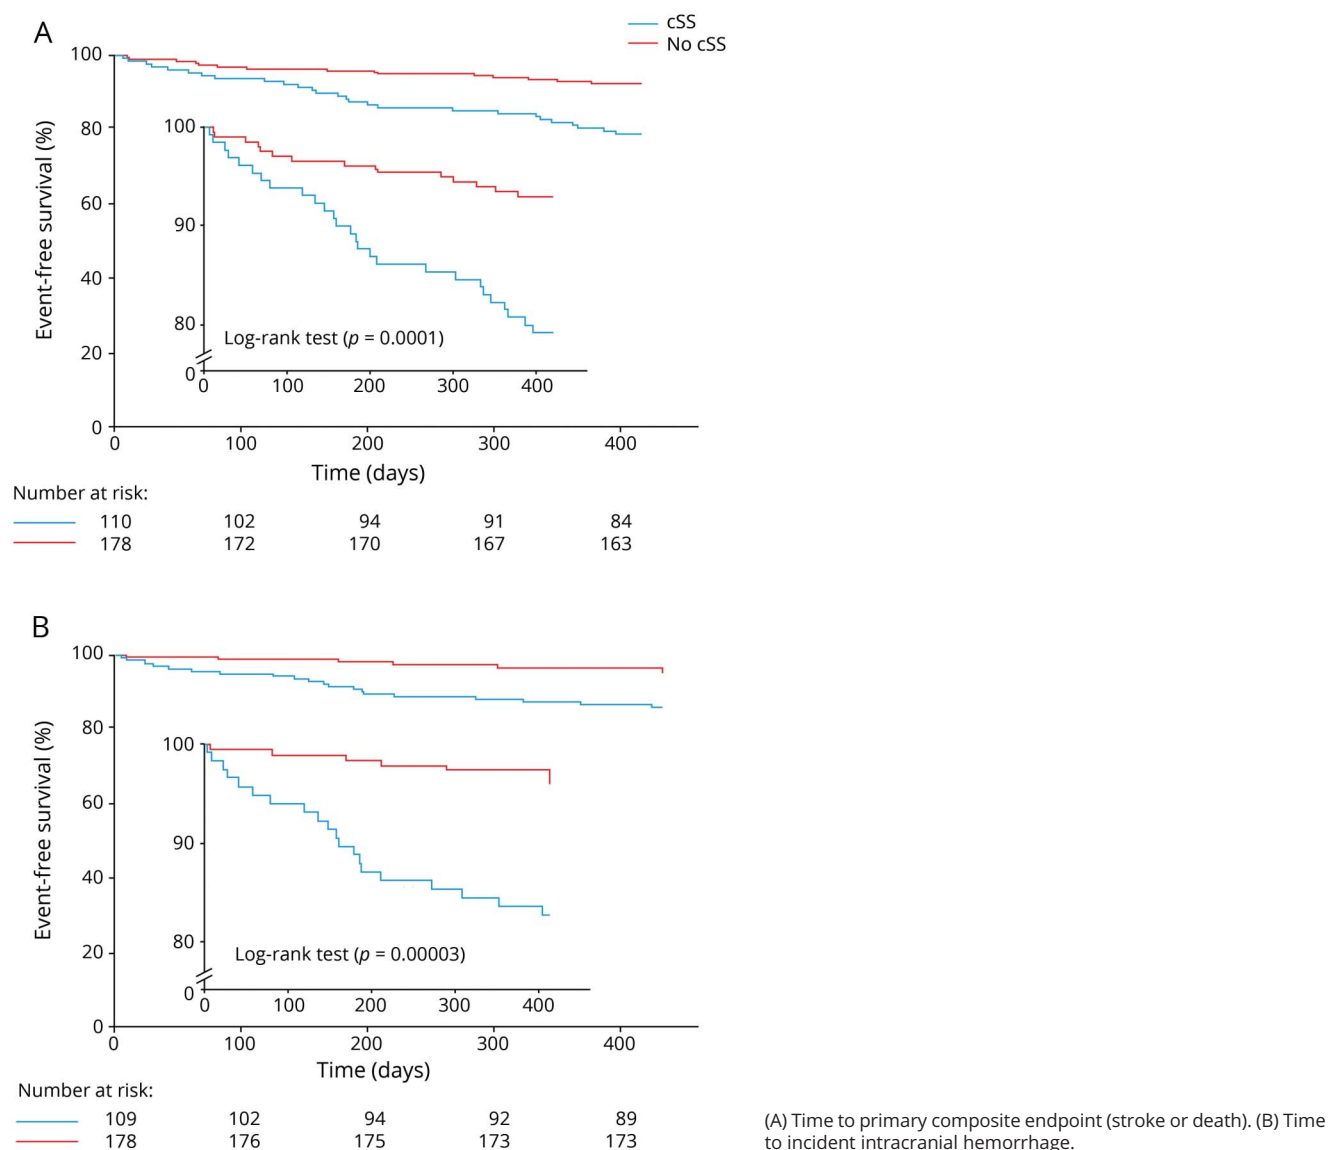 A
cSS
No cSS
Event-free survival (%)
100
80
60
40
20
0
100
90
80
0
Log-rank test (p = 0.0001)
0 100 200 300 400
0 100 200 300 400
Time (days)
Number at risk:
110 102 94 91 84
178 172 170 167 163
B
Event-free survival (%)
100
80
60
40
20
0
100
90
80
0
Log-rank test (p = 0.00003)
0 100 200 300 400
0 100 200 300 400
Time (days)
Number at risk:
109 102 94 92 89
178 176 175 173 173
(A) Time to primary composite endpoint (stroke or death). (B) Time
to incident intracranial hemorrhage.